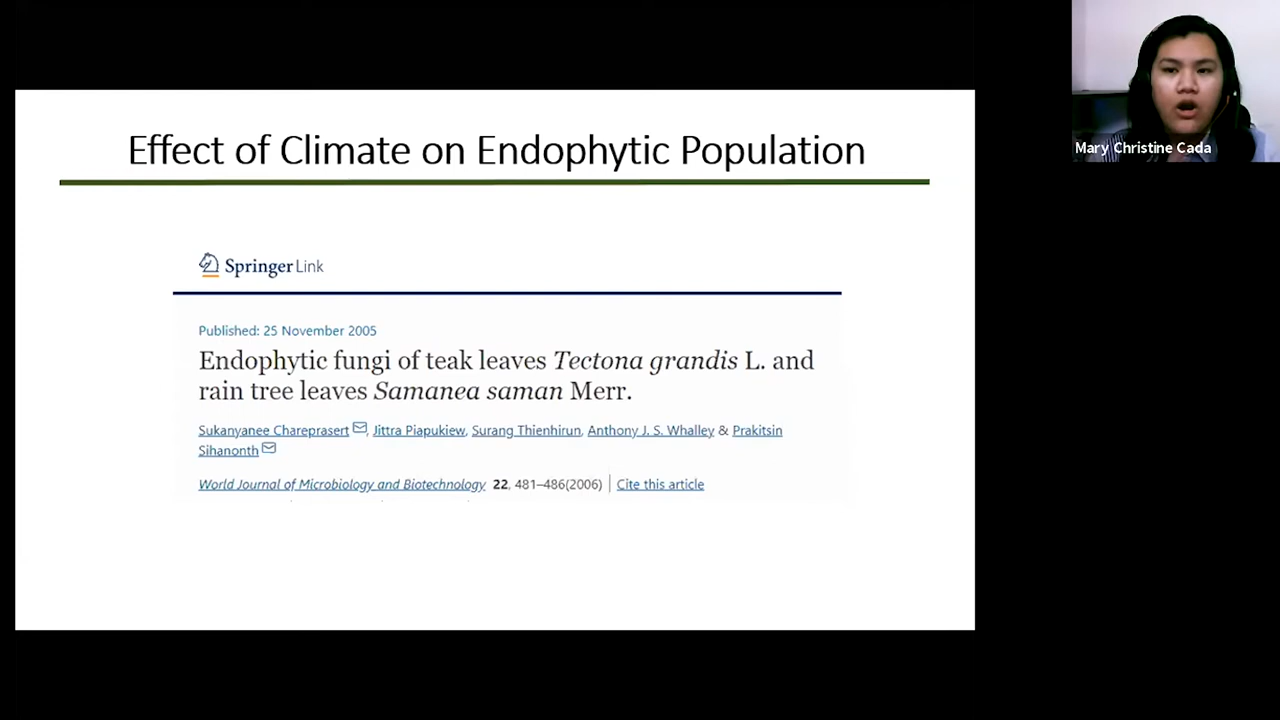 Effect of Climate on Endophytic Population
Mary Christine Cada
Springer Link
Published: 25 November 2005
Endophytic fungi of teak leaves Tectona grandis L. and
rain tree leaves Samanea saman Merr.
Sukanyanee Chareprasert, Jittra Piapukiew, Surang Thienhirun, Anthony J. S. Whalley & Prakitsin
Sihanonth
World Journal of Microbiology and Biotechnology 22, 481–486(2006) | Cite this article